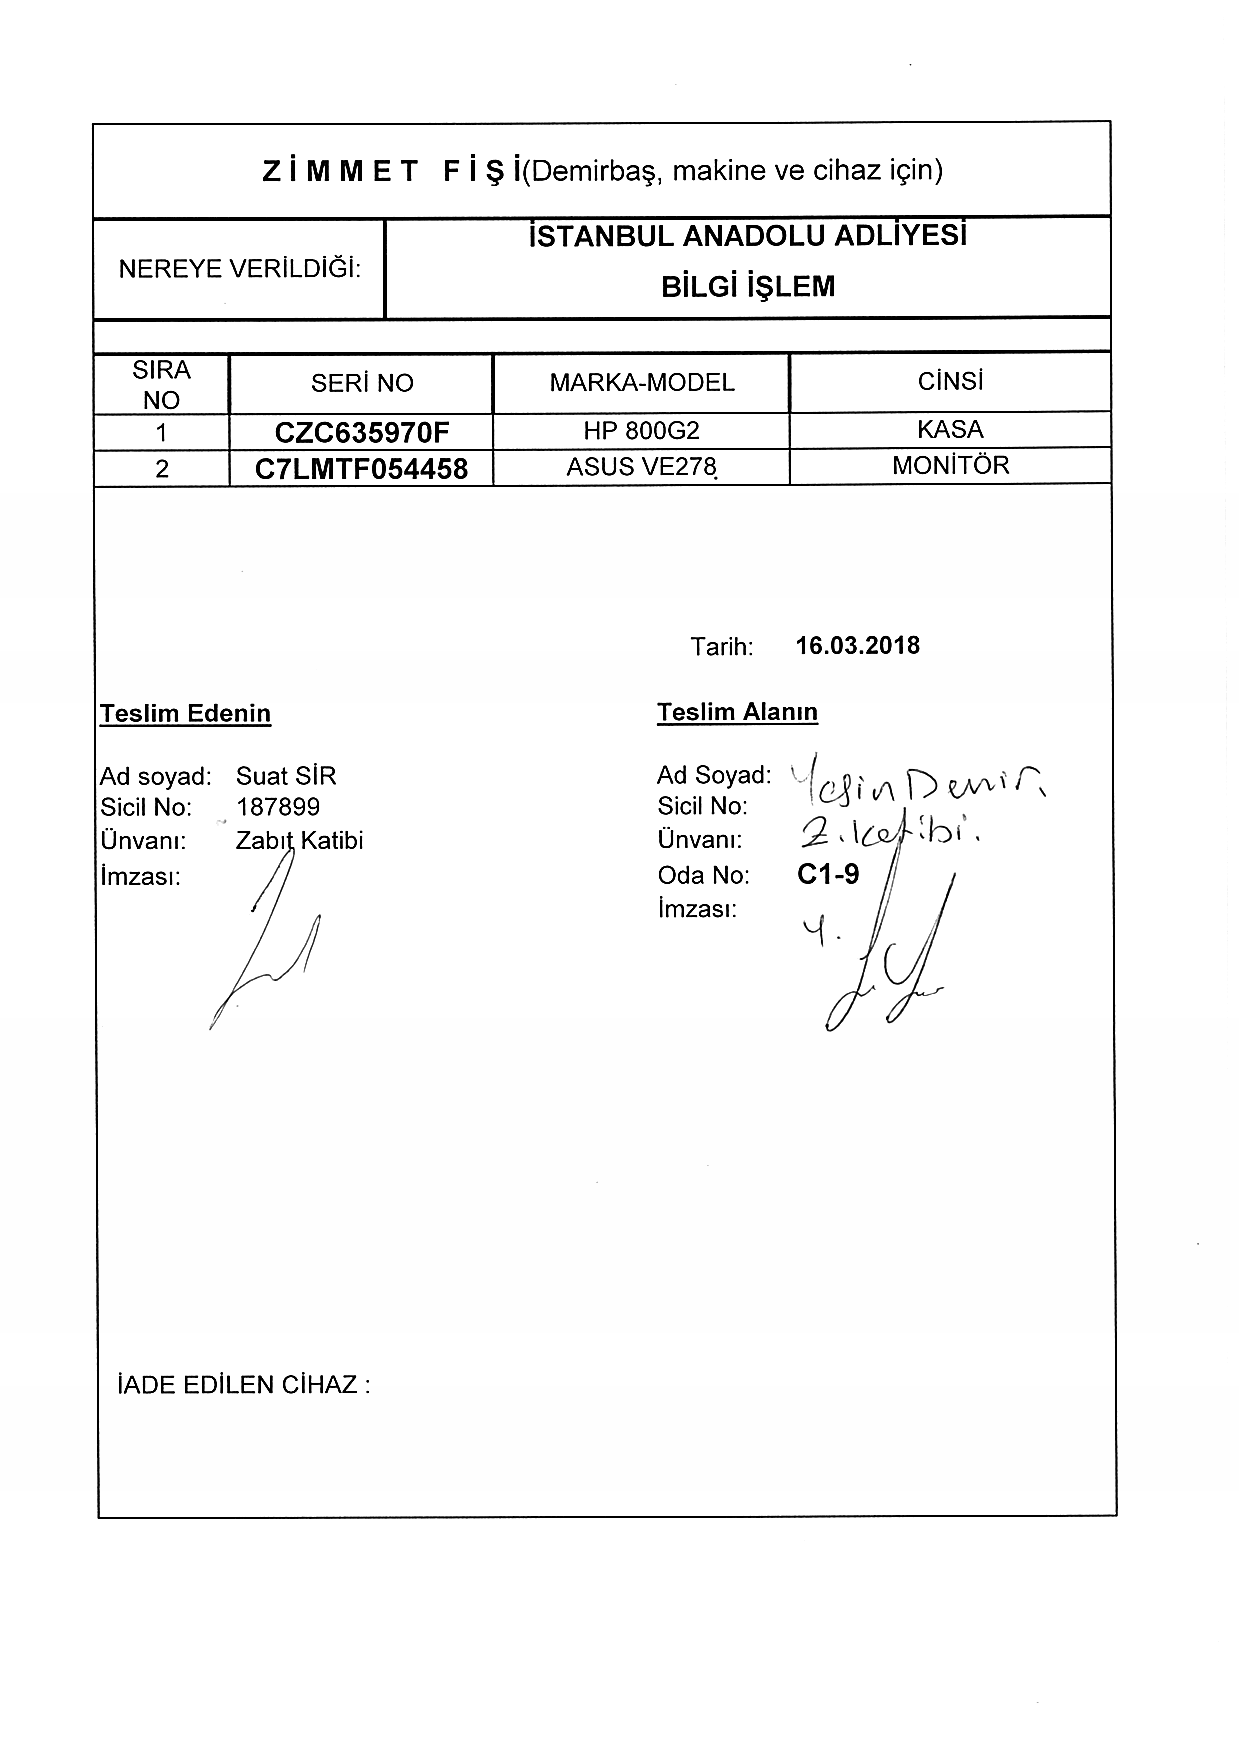 ZİMMET FİŞİ(Demirbaş, makine ve cihaz için)
NEREYE VERİLDİĞİ:
İSTANBUL ANADOLU ADLİYESİ
BİLGİ İŞLEM
SIRA NO SERİ NO MARKA-MODEL CİNSİ
1 CZC635970F HP 800G2 KASA
2 C7LMTF054458 ASUS VE278 MONİTÖR
Tarih: 16.03.2018
Teslim Edenin
Ad soyad: Suat SİR
Sicil No: 187899
Ünvanı: Zabıt Katibi
İmzası:
Teslim Alanın
Ad Soyad: Demir
Sicil No:
Ünvanı: Z. Katibi.
Oda No: C1-9
İmzası:
İADE EDİLEN CİHAZ :